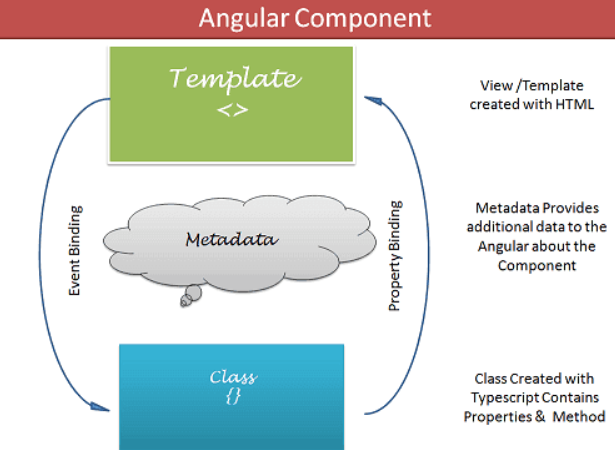 Angular Component
Template
<>
View /Template
created with HTML
Event Binding
Metadata
Property Binding
Metadata Provides
additional data to the
Angular about the
Component
Class
{}
Class Created with
Typescript Contains
Properties & Method